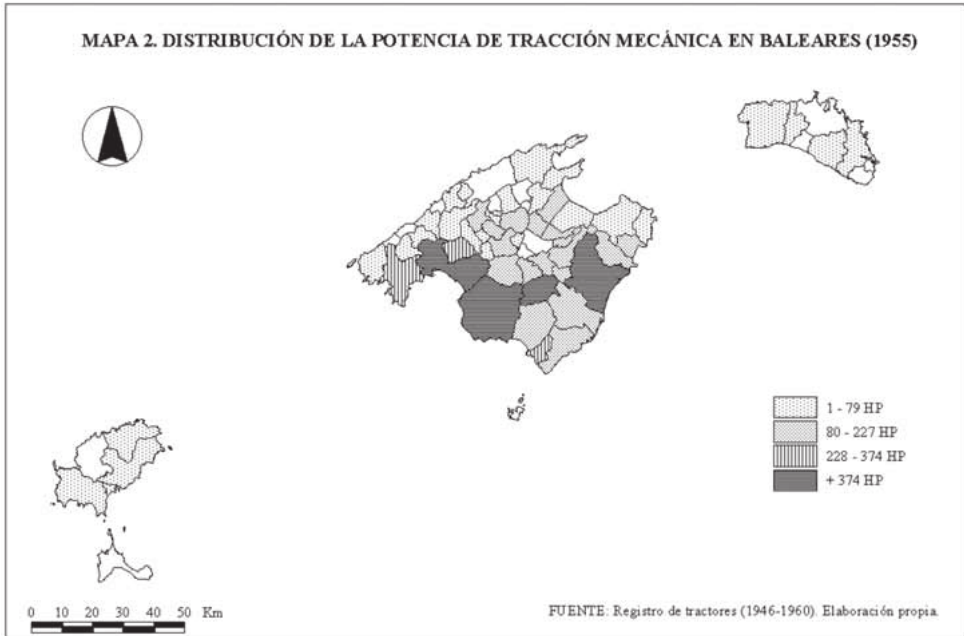 MAPA 2. DISTRIBUCIÓN DE LA POTENCIA DE TRACCIÓN MECÁNICA EN BALEARES (1955)
1 - 79 HP
80 - 227 HP
228 - 374 HP
+ 374 HP
0 10 20 30 40 50 Km
FUENTE: Registro de tractores (1946-1960). Elaboración propia.